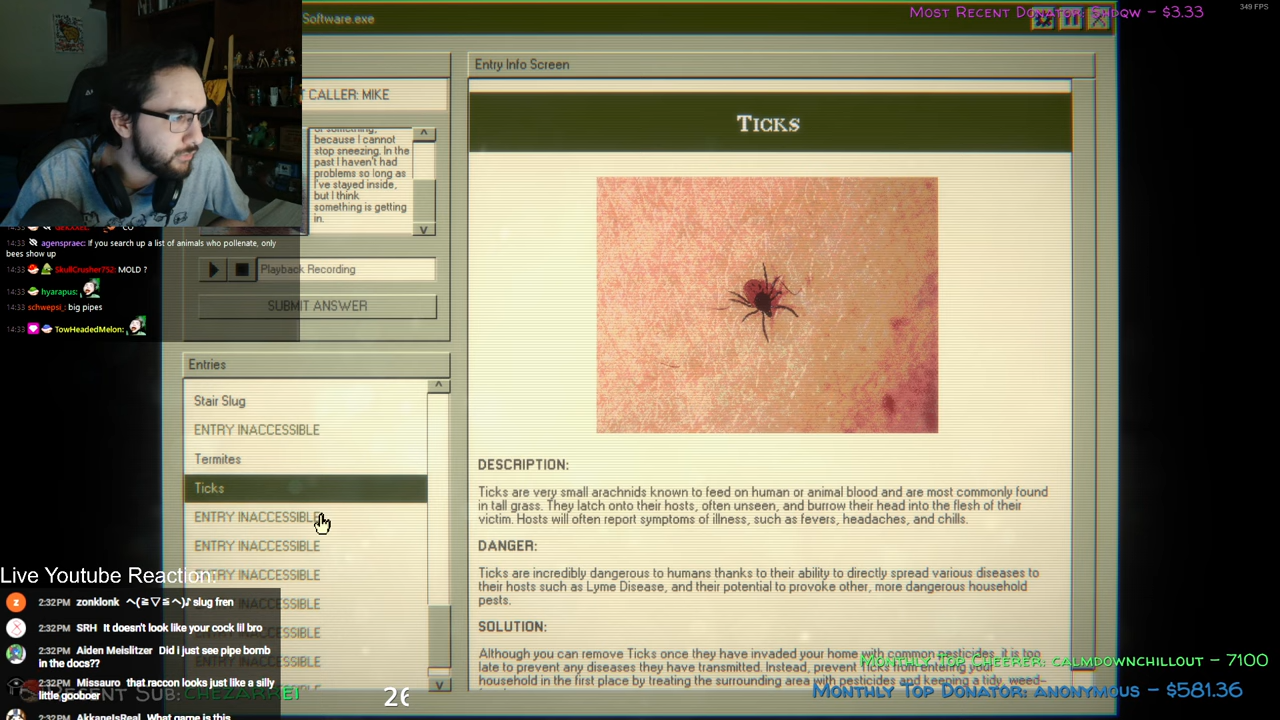 Software.exe
Most Recent Donator: Shdqw - $3.33
349 FPS
CALLER: MIKE
because I cannot
stop sneezing. In the
past I haven't had
problems so long as
I've stayed inside,
but I think
something is getting
in.
Playback Recording
SUBMIT ANSWER
Entries
Stair Slug
ENTRY INACCESSIBLE
Termites
Ticks
ENTRY INACCESSIBLE
ENTRY INACCESSIBLE
ENTRY INACCESSIBLE
INACCESSIBLE
INACCESSIBLE
INACCESSIBLE
Entry Info Screen
Ticks
DESCRIPTION:
Ticks are very small arachnids known to feed on human or animal blood and are most commonly found
in tall grass. They latch onto their hosts, often unseen, and burrow their head into the flesh of their
victim. Hosts will often report symptoms of illness, such as fevers, headaches, and chills.
DANGER:
Ticks are incredibly dangerous to humans thanks to their ability to directly spread various diseases to
their hosts such as Lyme Disease, and their potential to provoke other, more dangerous household
pests.
SOLUTION:
Although you can remove Ticks once they have invaded your home with common pesticides, it is too
late to prevent any diseases they have transmitted. Instead, prevent Ticks from entering your
household in the first place by treating the surrounding area with pesticides and keeping a tidy, weed-
14:33 agenspraec: If you search up a list of animals who pollenate, only
bees show up
14:33 SkullCrusher752: MOLD ?
14:33 hyarapus:
14:33 schwepsi_: big pipes
14:33 TowHeadedMelon:
Live Youtube Reaction:
2:32PM zonklonk ヘ(≧▽≦ヘ)♪ slug fren
2:32PM SRH It doesn't look like your cock lil bro
2:32PM Aiden Meislitzer Did i just see pipe bomb
in the docs??
2:32PM Missauro that raccon looks just like a silly
little goober
2:32PM AkkaneIsReal What game is this
Recent Sub: chezarrei
26
Monthly Top Cheerer: calmdownchillout - 7100
Monthly Top Donator: anonymous - $581.36